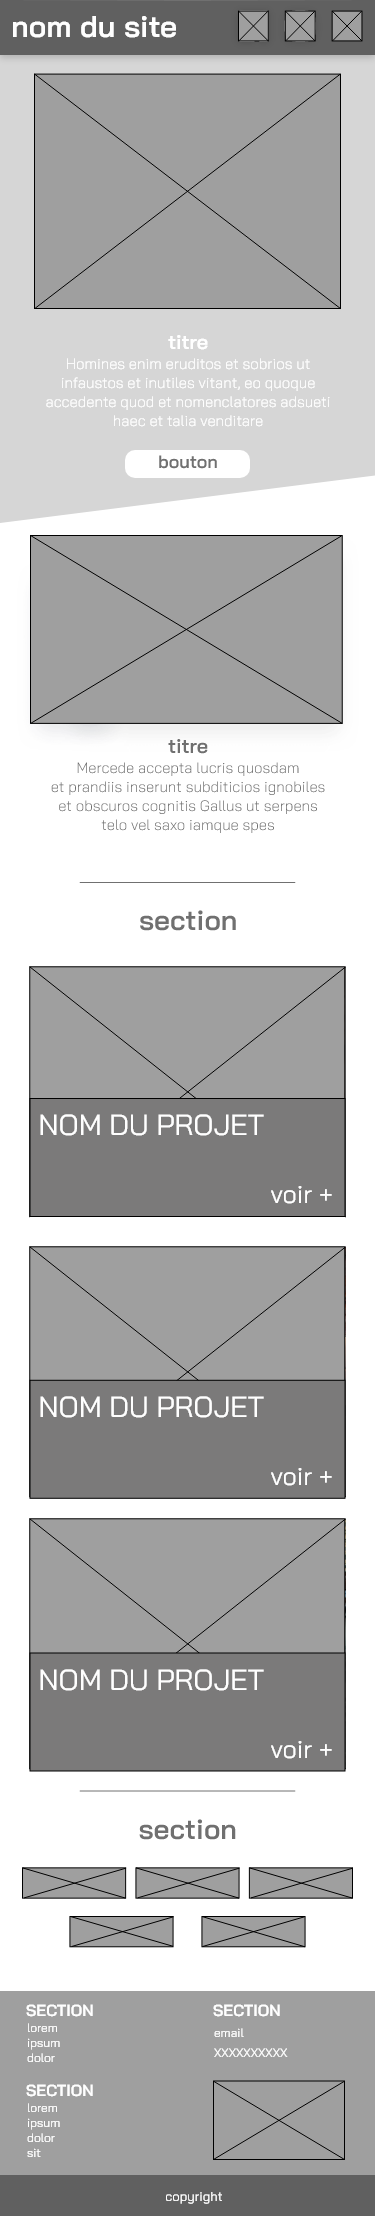 nom du site
titre
Homines enim eruditos et sobrios ut
infaustos et inutiles vitant, eo quoque
accedente quod et nomenclatores adsueti
haec et talia venditare
bouton
titre
Mercede accepta lucris quosdam
et prandiis inserunt subditicios ignobiles
et obscuros cognitis Gallus ut serpens
telo vel saxo iamque spes
section
NOM DU PROJET
voir +
NOM DU PROJET
voir +
NOM DU PROJET
voir +
section
SECTION
lorem
ipsum
dolor
SECTION
lorem
ipsum
dolor
sit
SECTION
email
XXXXXXXXXX
copyright